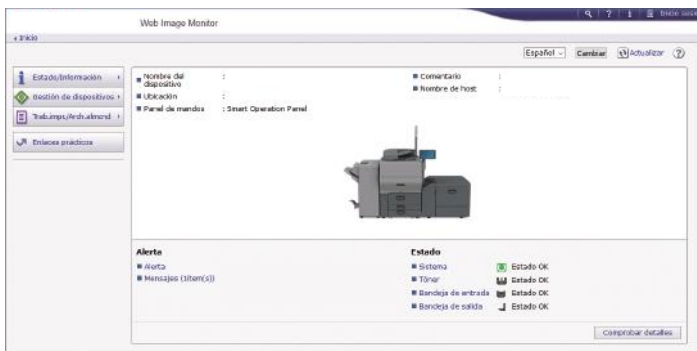 Web Image Monitor
Inicio sesión
Inicio
Español
Cambiar
Actualizar
Estado/Información
Gestión de dispositivos
Trab.impr./Arch.almcnd
Enlaces prácticos
Nombre del dispositivo :
Ubicación :
Panel de mandos : Smart Operation Panel
Comentario :
Nombre de host :
Alerta
Alerta
Mensajes (1item(s))
Estado
Sistema Estado OK
Tóner Estado OK
Bandeja de entrada Estado OK
Bandeja de salida Estado OK
Comprobar detalles